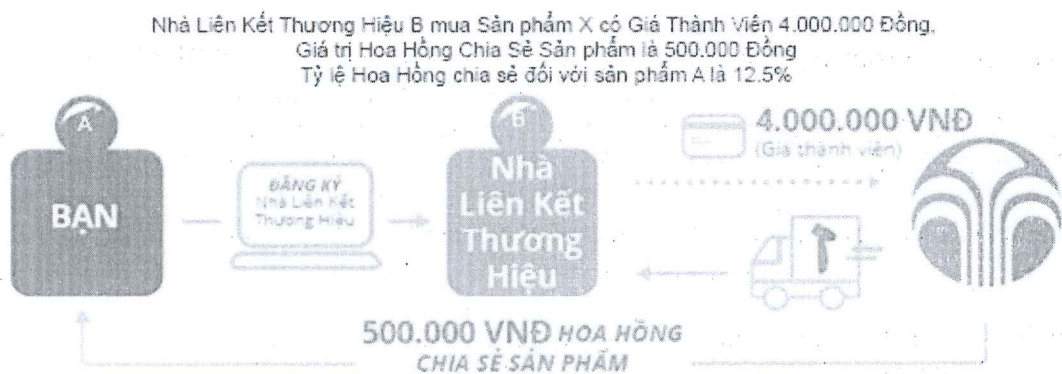 Nhà Liên Kết Thương Hiệu B mua Sản phẩm X có Giá Thành Viên 4.000.000 Đồng,
Giá trị Hoa Hồng Chia Sẻ Sản phẩm là 500.000 Đồng
Tỷ lệ Hoa Hồng chia sẻ đối với sản phẩm A là 12.5%
A
BẠN
ĐĂNG KÝ
Nhà Liên Kết
Thương Hiệu
B
Nhà
Liên Kết
Thương
Hiệu
4.000.000 VNĐ
(Giá thành viên)
500.000 VNĐ HOA HỒNG
CHIA SẺ SẢN PHẨM